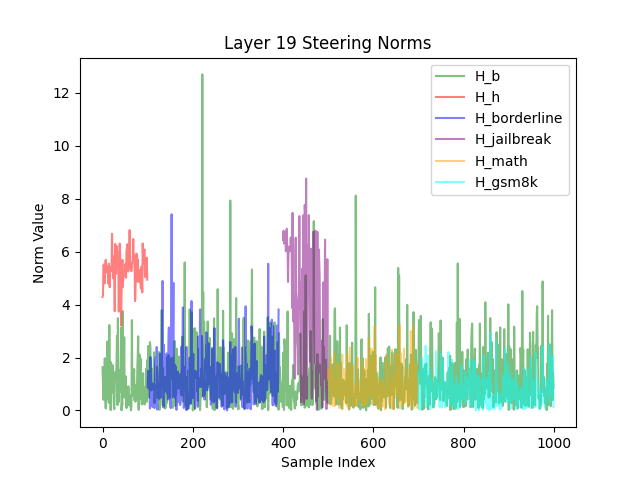 Layer 19 Steering Norms
H_b
H_h
H_borderline
H_jailbreak
H_math
H_gsm8k
12
10
8
6
4
2
0
Norm Value
0
200
400
600
800
1000
Sample Index